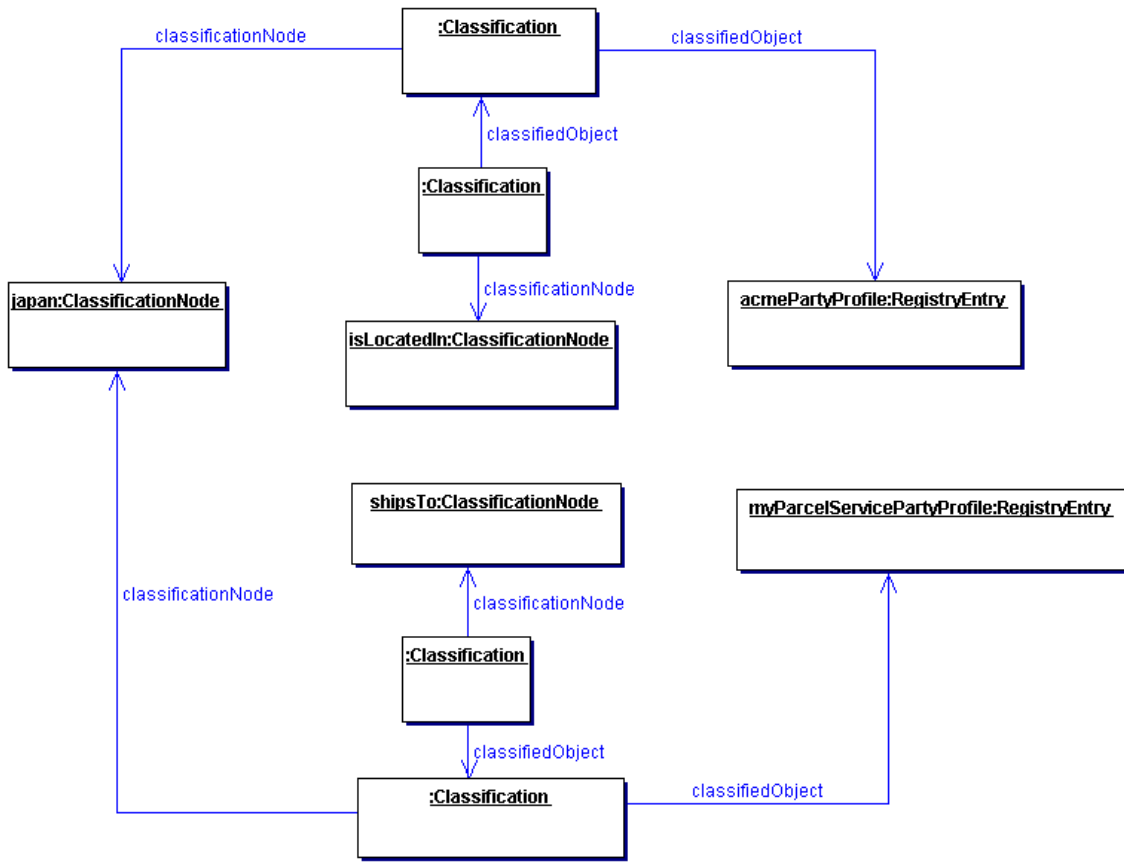 :Classification
classificationNode
classifiedObject
classifiedObject
:Classification
classificationNode
japan:ClassificationNode
acmePartyProfile:RegistryEntry
isLocatedIn:ClassificationNode
shipsTo:ClassificationNode
myParcelServicePartyProfile:RegistryEntry
classificationNode
classificationNode
:Classification
classifiedObject
:Classification
classifiedObject